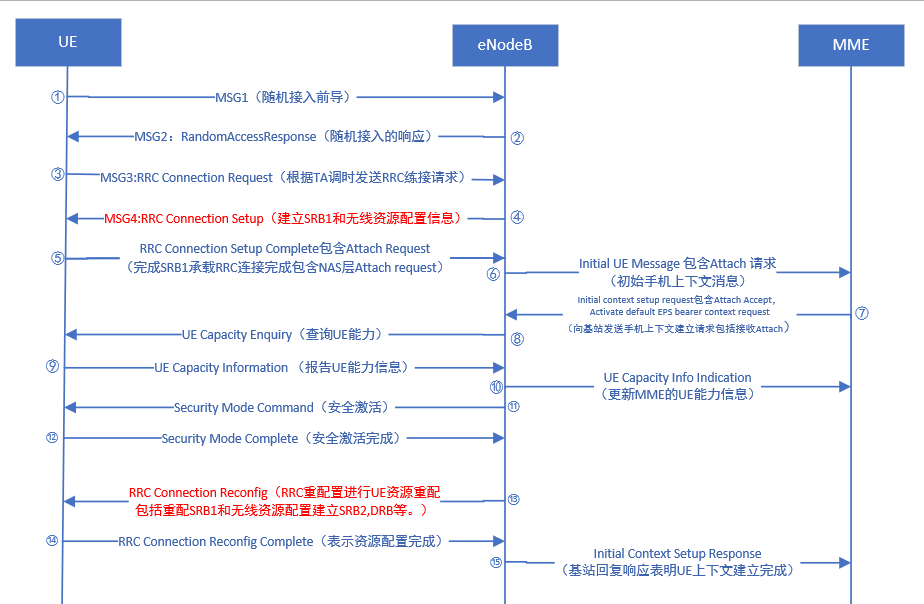 UE
eNodeB
MME
① MSG1（随机接入前导）
MSG2：RandomAccessResponse（随机接入的响应） ②
③ MSG3:RRC Connection Request（根据TA调时发送RRC练接请求）
MSG4:RRC Connection Setup（建立SRB1和无线资源配置信息） ④
RRC Connection Setup Complete包含Attach Request
⑤ （完成SRB1承载RRC连接完成包含NAS层Attach request）
⑥ Initial UE Message 包含Attach 请求
（初始手机上下文消息）
Initial context setup request包含Attach Accept,
Activate default EPS bearer context request ⑦
（向基站发送手机上下文建立请求包括接收Attach）
UE Capacity Enquiry（查询UE能力） ⑧
⑨ UE Capacity Information （报告UE能力信息）
⑩ UE Capacity Info Indication
（更新MME的UE能力信息）
Security Mode Command（安全激活） ⑪
⑫ Security Mode Complete（安全激活完成）
RRC Connection Reconfig（RRC重配置进行UE资源重配 ⑬
包括重配SRB1和无线资源配置建立SRB2,DRB等。）
⑭ RRC Connection Reconfig Complete（表示资源配置完成）
⑮ Initial Context Setup Response
（基站回复响应表明UE上下文建立完成）